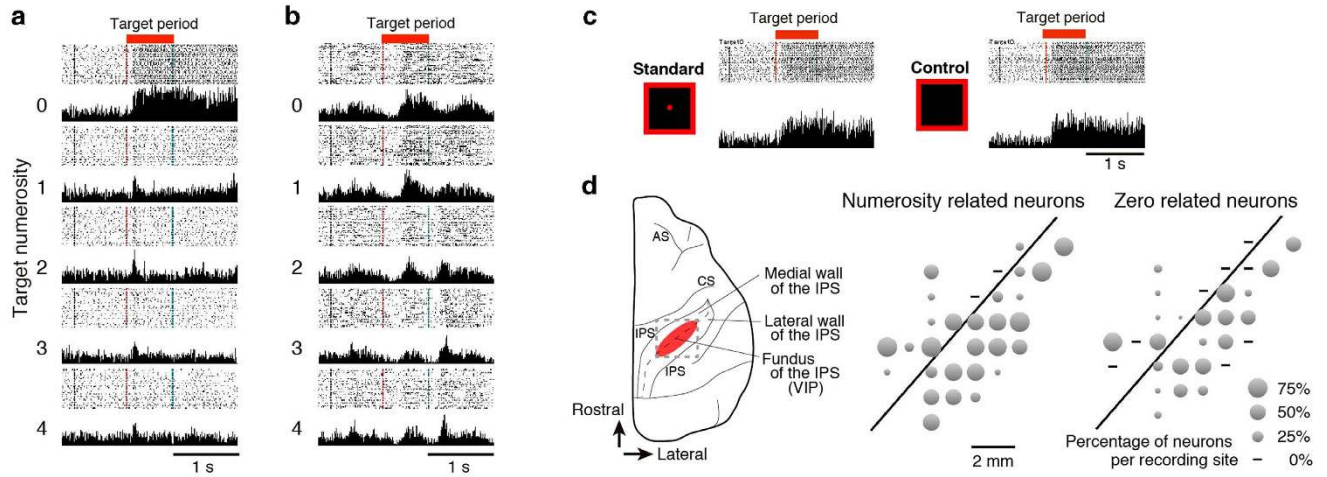 a
Target period
Target numerosity
0
1
2
3
4
1 s
b
Target period
0
1
2
3
4
1 s
c
Target period
Target0
Standard
Target period
Target0
Control
1 s
d
AS
CS
IPS
IPS
Medial wall
of the IPS
Lateral wall
of the IPS
Fundus
of the IPS
(VIP)
Rostral
Lateral
Numerosity related neurons
2 mm
Zero related neurons
75%
50%
25%
0%
Percentage of neurons
per recording site